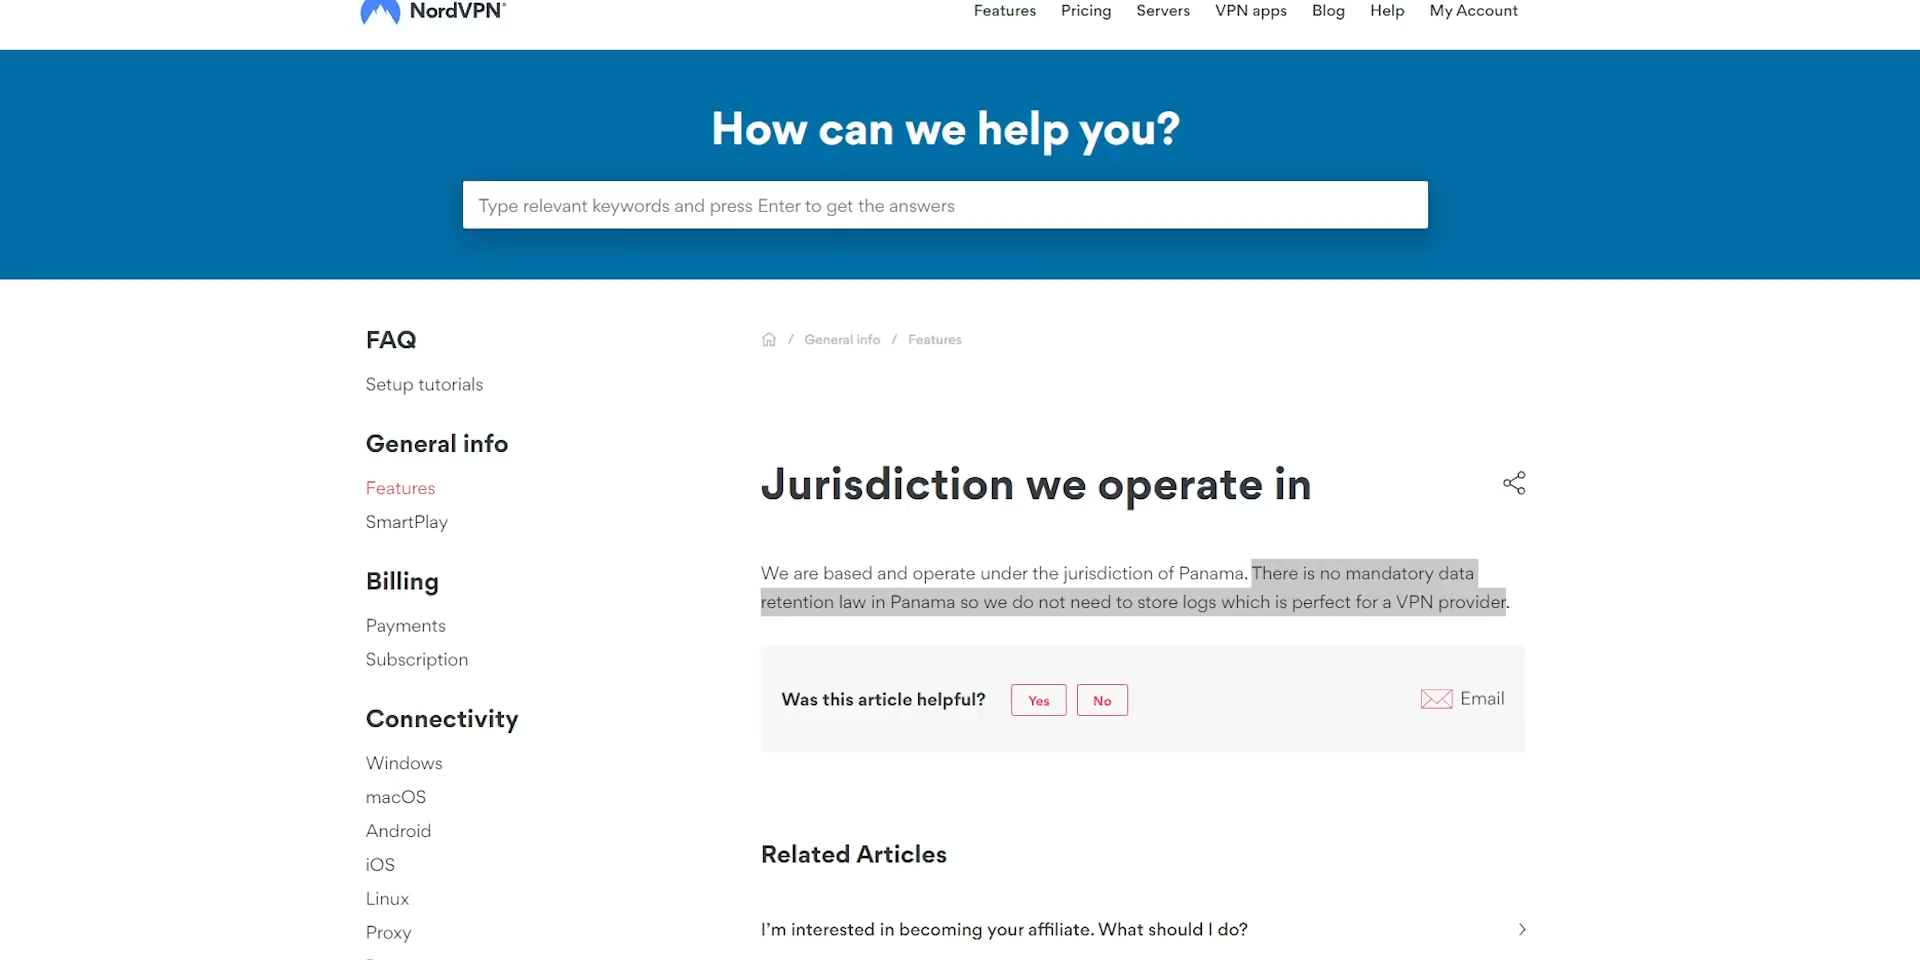 NordVPN®
Features Pricing Servers VPN apps Blog Help My Account
How can we help you?
Type relevant keywords and press Enter to get the answers
FAQ
Setup tutorials
General info
Features
SmartPlay
Billing
Payments
Subscription
Connectivity
Windows
macOS
Android
iOS
Linux
Proxy
/ General info / Features
Jurisdiction we operate in
We are based and operate under the jurisdiction of Panama. There is no mandatory data
retention law in Panama so we do not need to store logs which is perfect for a VPN provider.
Was this article helpful? Yes No Email
Related Articles
I’m interested in becoming your affiliate. What should I do?